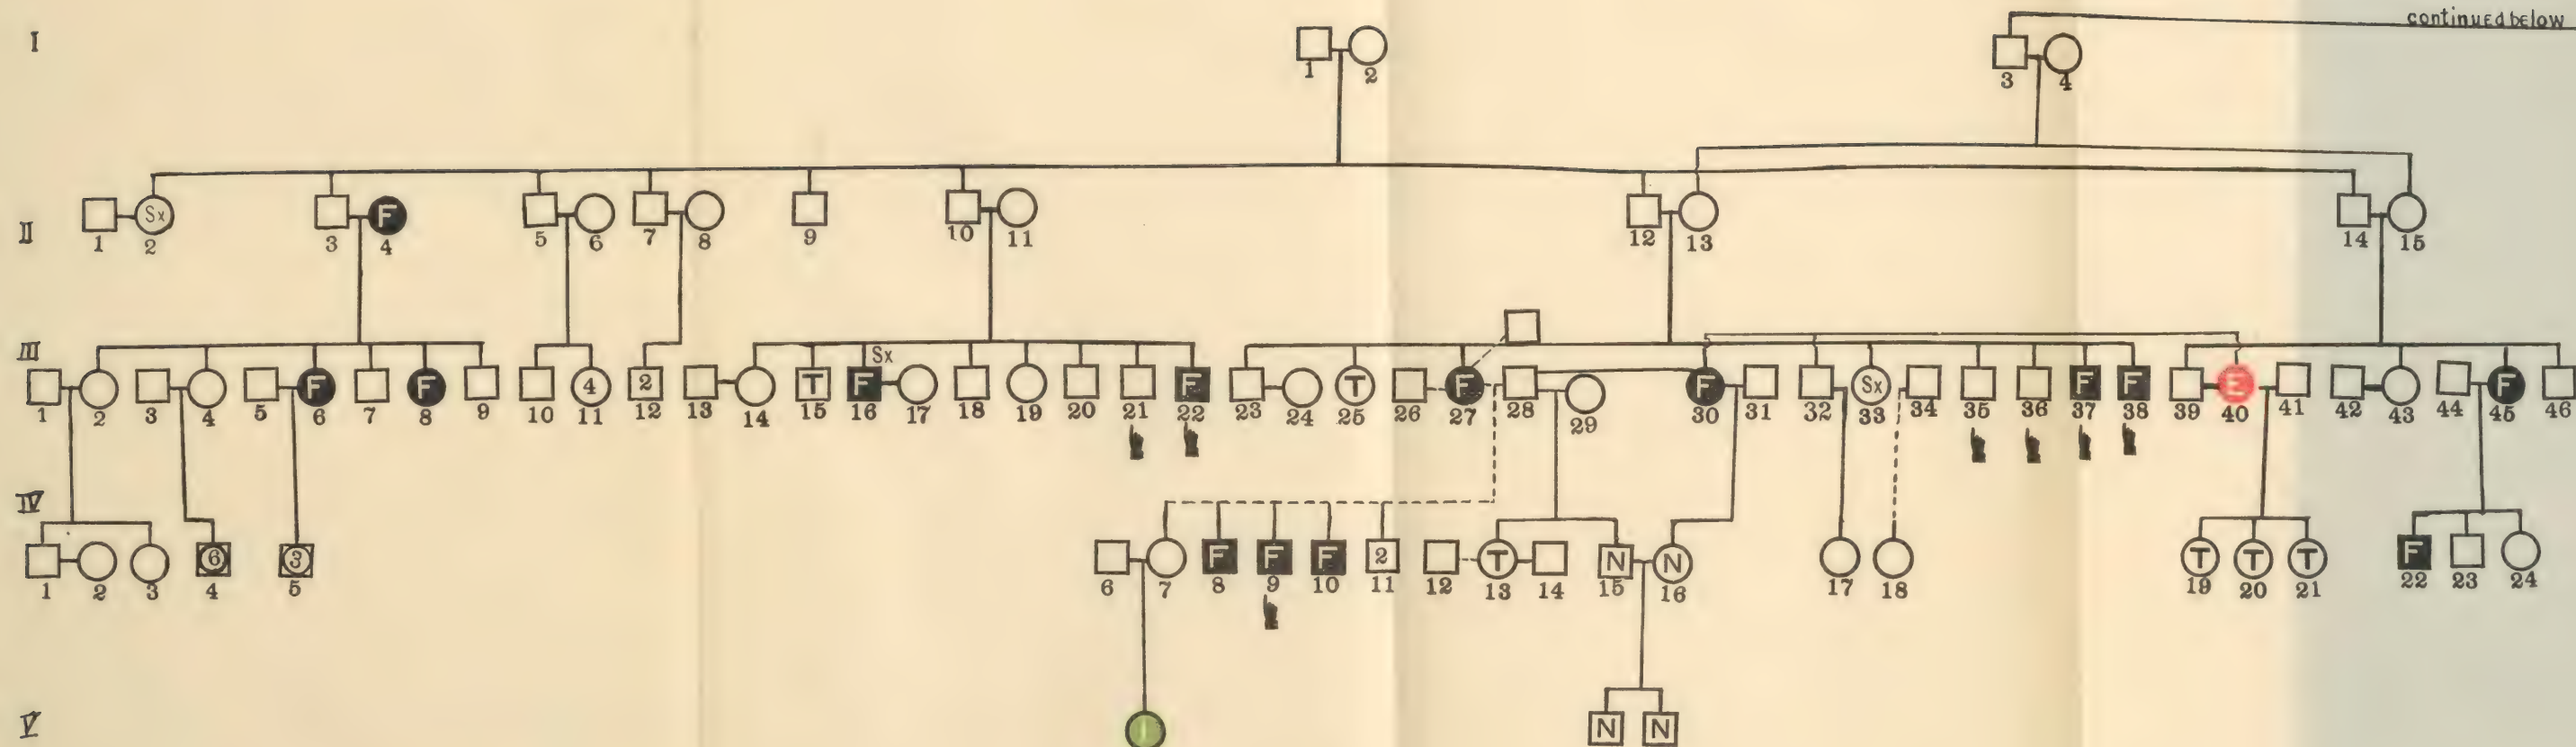 I
continued below
1 2 3 4
II
Sx F
1 2 3 4 5 6 7 8 9 10 11 12 13 14 15
III
F F 4 2 T Sx F F T F F Sx F F E F
1 2 3 4 5 6 7 8 9 10 11 12 13 14 15 16 17 18 19 20 21 22 23 24 25 26 27 28 29 30 31 32 33 34 35 36 37 38 39 40 41 42 43 44 45 46
IV
6 3 F F F 2 T N N T T T F
1 2 3 4 5 6 7 8 9 10 11 12 13 14 15 16 17 18 19 20 21 22 23 24
V
N N